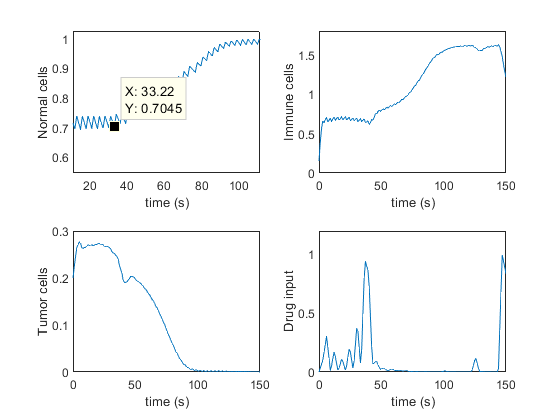 1
0.9
0.8
0.7
0.6
Normal cells
X: 33.22
Y: 0.7045
20 40 60 80 100
time (s)
1.5
1
0.5
0
Immune cells
0 50 100 150
time (s)
0.3
0.2
0.1
0
Tumor cells
0 50 100 150
time (s)
1
0.5
0
Drug input
0 50 100 150
time (s)